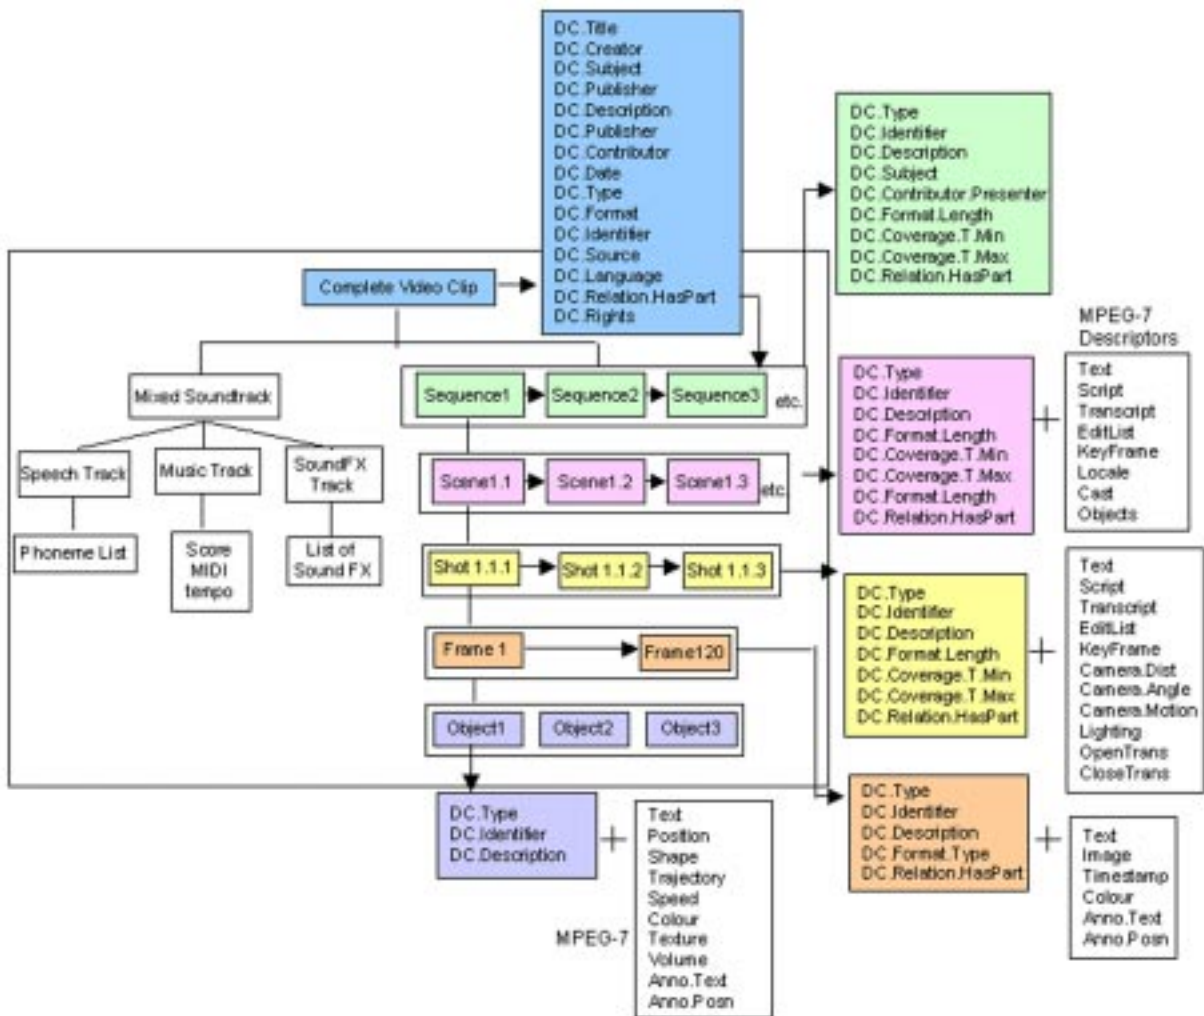 DC.Title
DC.Creator
DC.Subject
DC.Publisher
DC.Description
DC.Publisher
DC.Contributor
DC.Date
DC.Type
DC.Format
DC.Identifier
DC.Source
DC.Language
DC.Relation.HasPart
DC.Rights
DC.Type
DC.Identifier
DC.Description
DC.Subject
DC.Contributor.Presenter
DC.Format.Length
DC.Coverage.T.Min
DC.Coverage.T.Max
DC.Relation.HasPart
Complete Video Clip
Mixed Soundtrack
Speech Track
Music Track
SoundFX
Track
Phoneme List
Score
MIDI
tempo
List of
Sound FX
Sequence1
Sequence2
Sequence3
etc.
Scene1.1
Scene1.2
Scene1.3
etc.
Shot 1.1.1
Shot 1.1.2
Shot 1.1.3
Frame 1
Frame120
Object1
Object2
Object3
MPEG-7
Descriptors
DC.Type
DC.Identifier
DC.Description
DC.Format.Length
DC.Coverage.T.Min
DC.Coverage.T.Max
DC.Format.Length
DC.Relation.HasPart
+
Text
Script
Transcript
EditList
KeyFrame
Locale
Cast
Objects
DC.Type
DC.Identifier
DC.Description
DC.Format.Length
DC.Coverage.T.Min
DC.Coverage.T.Max
DC.Relation.HasPart
+
Text
Script
Transcript
EditList
KeyFrame
Camera.Dist
Camera.Angle
Camera.Motion
Lighting
OpenTrans
CloseTrans
DC.Type
DC.Identifier
DC.Description
DC.Format.Type
DC.Relation.HasPart
+
Text
Image
Timestamp
Colour
Anno.Text
Anno.Posn
DC.Type
DC.Identifier
DC.Description
+
MPEG-7
Text
Position
Shape
Trajectory
Speed
Colour
Texture
Volume
Anno.Text
Anno.Posn